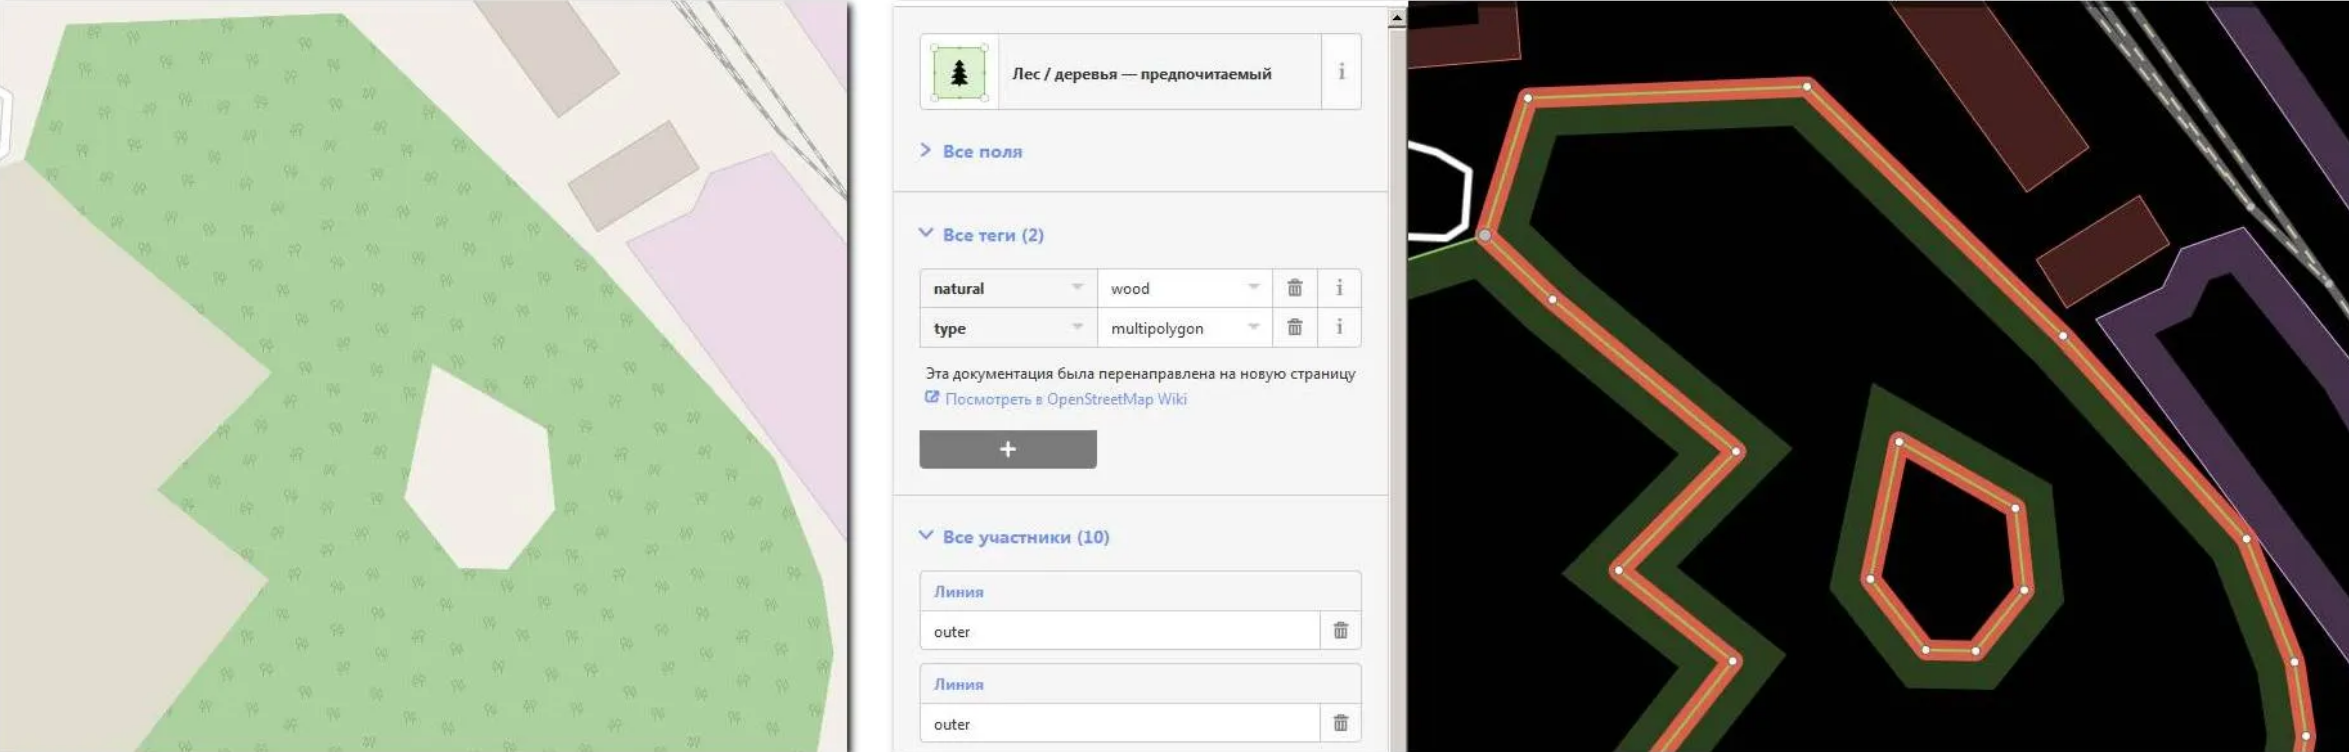 Лес / деревья — предпочитаемый
i
Все поля
Все теги (2)
natural wood i
type multipolygon i
Эта документация была перенаправлена на новую страницу
Посмотреть в OpenStreetMap Wiki
+
Все участники (10)
Линия
outer
Линия
outer